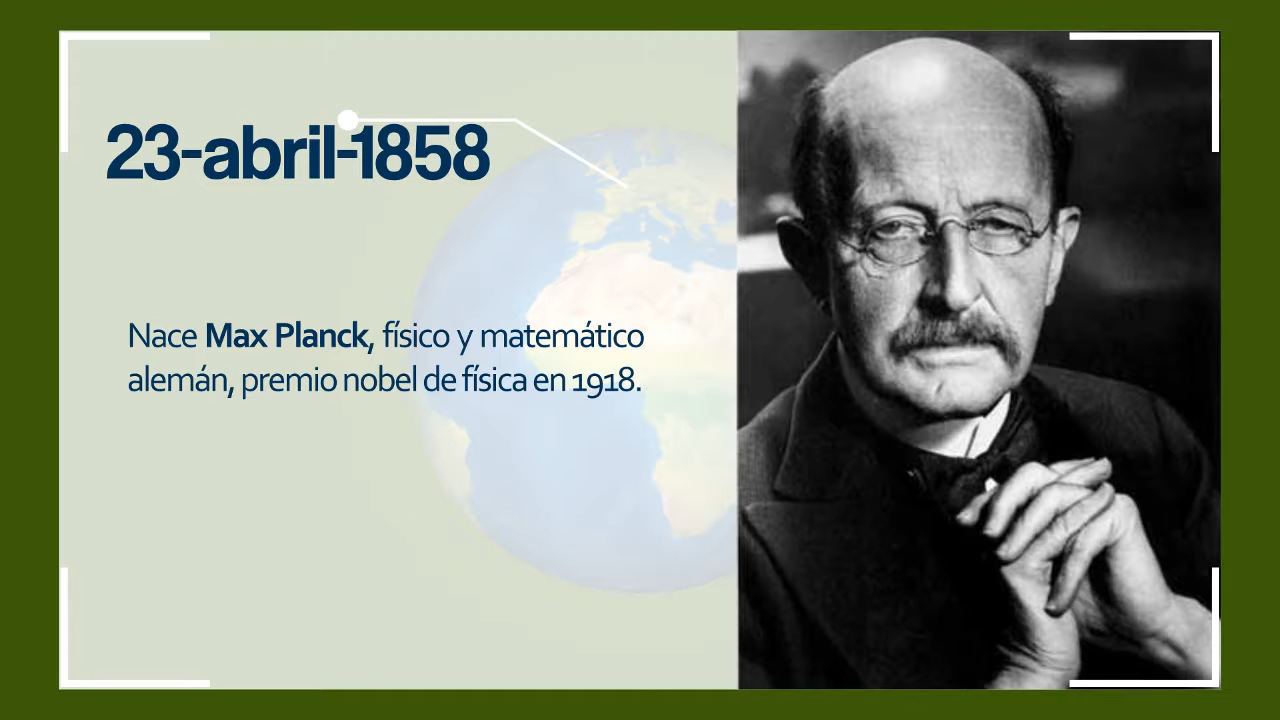 23-abril-1858
Nace Max Planck, físico y matemático
alemán, premio nobel de física en 1918.